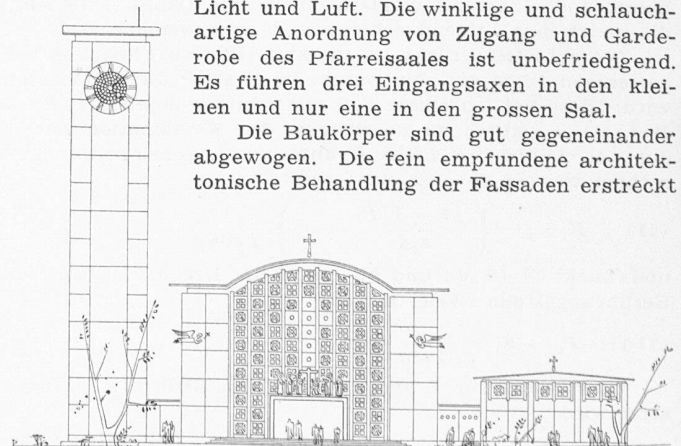 Licht und Luft. Die winklige und schlauch-
artige Anordnung von Zugang und Garde-
robe des Pfarreisaales ist unbefriedigend.
Es führen drei Eingangsaxen in den klei-
nen und nur eine in den grossen Saal.
Die Baukörper sind gut gegeneinander
abgewogen. Die fein empfundene architek-
tonische Behandlung der Fassaden erstreckt